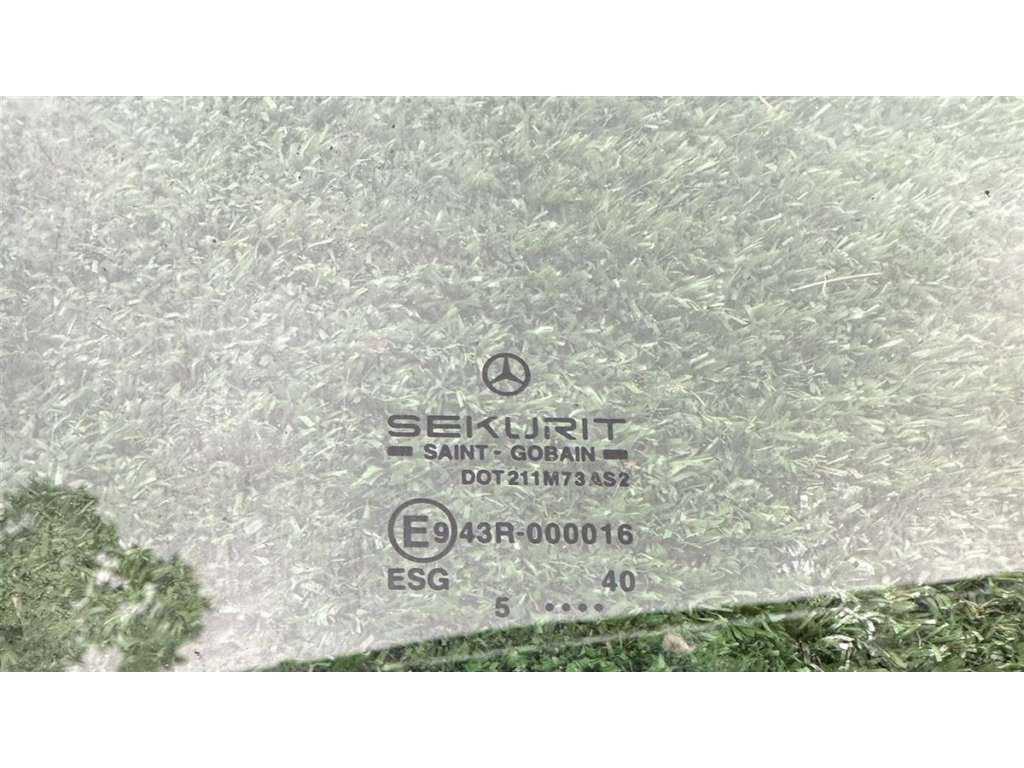 SEKURIT
SAINT - GOBAIN
DOT 211 M73 AS2
E9 43R-000016
ESG 40
5 ••••